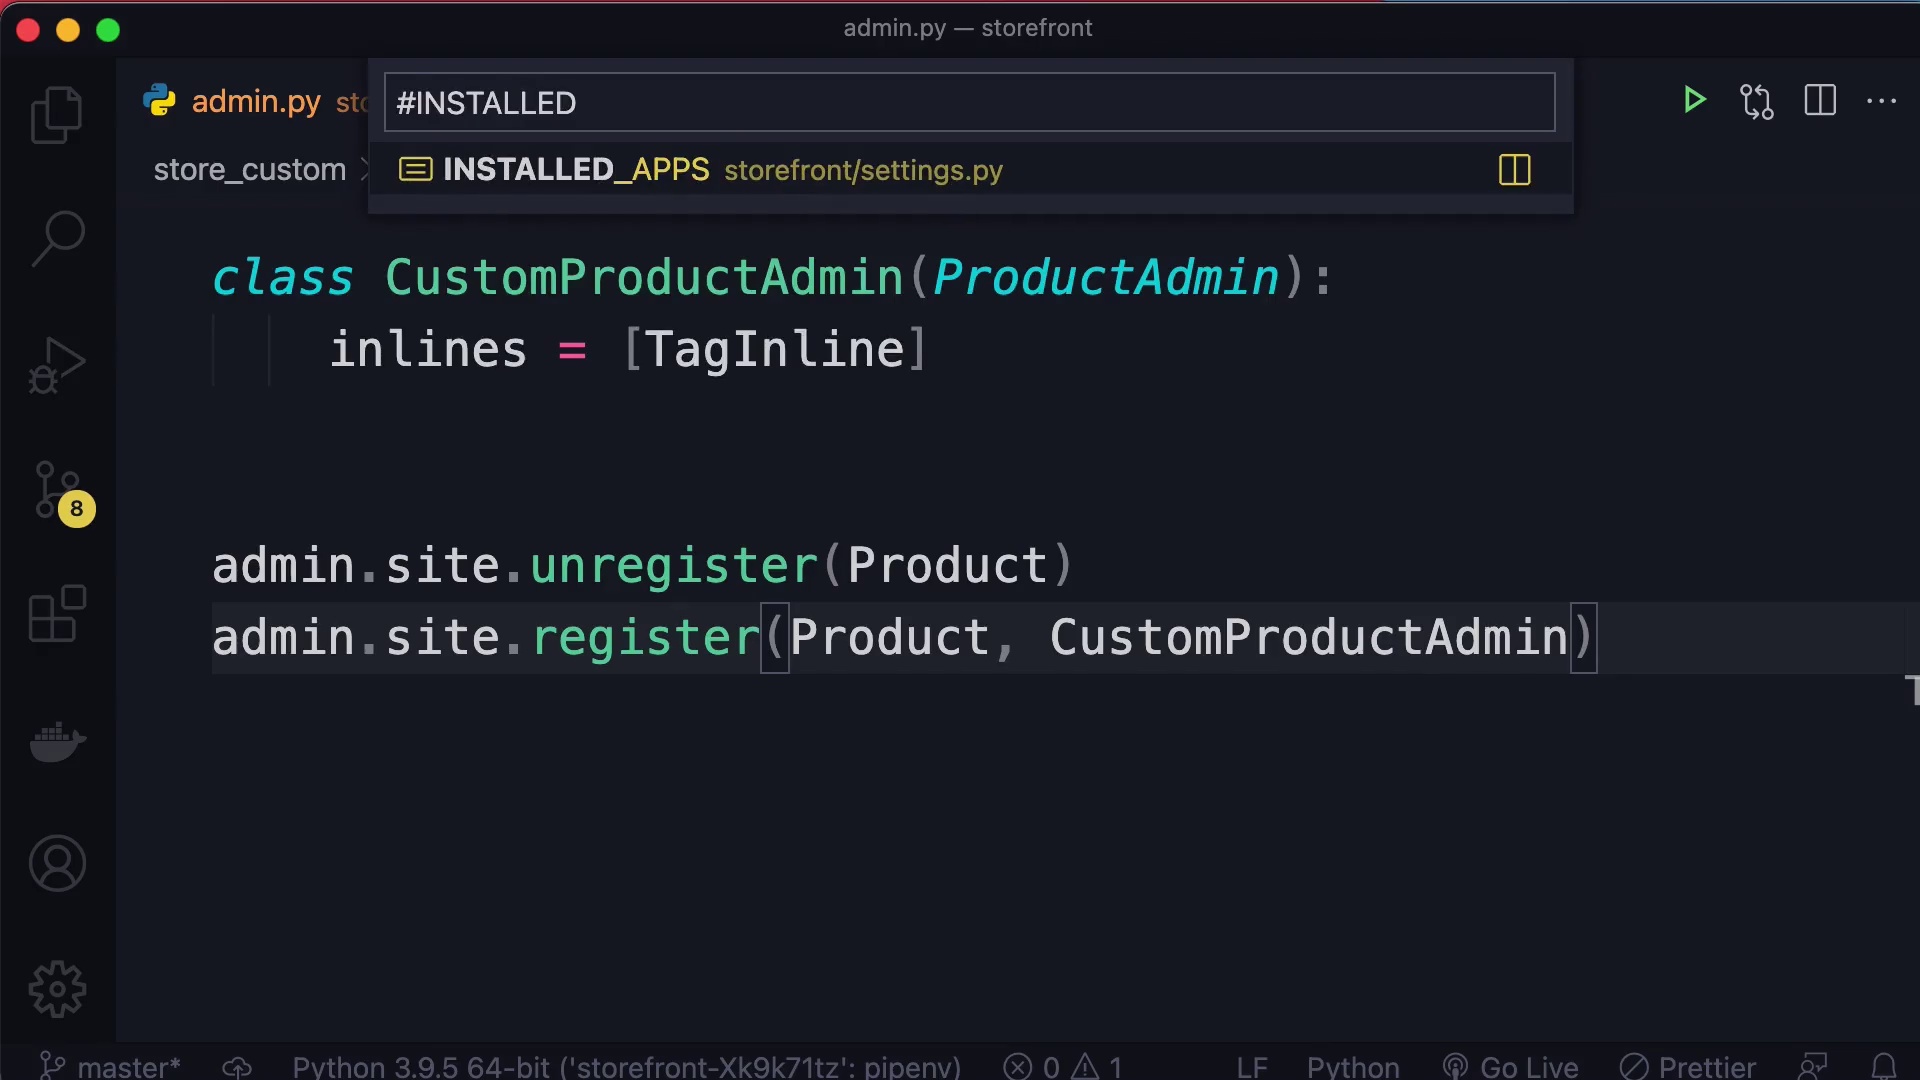 admin.py — storefront
admin.py sto
#INSTALLED
store_custom
INSTALLED_APPS storefront/settings.py
class CustomProductAdmin(ProductAdmin):
inlines = [TagInline]
8
admin.site.unregister(Product)
admin.site.register(Product, CustomProductAdmin)
master* Python 3.9.5 64-bit ('storefront-Xk9k71tz': pipenv) 0 1 LF Python Go Live Prettier